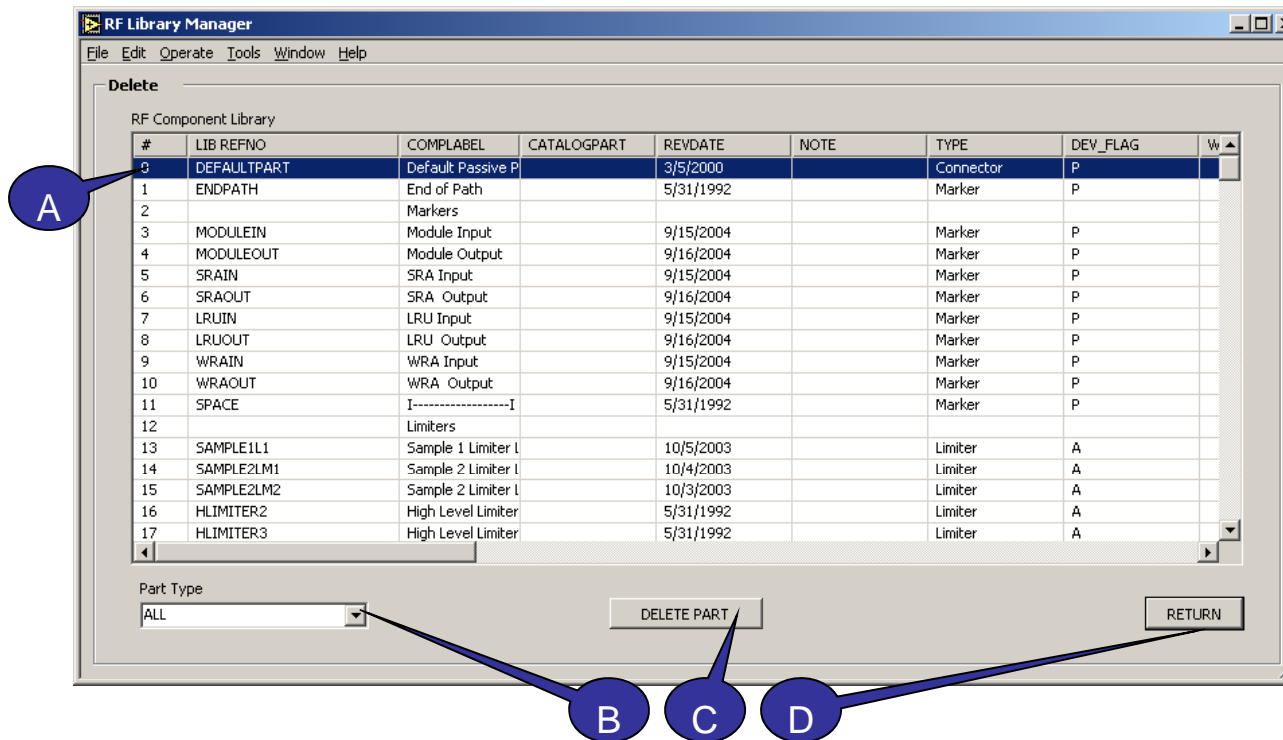 RF Library Manager
File Edit Operate Tools Window Help
Delete
RF Component Library
# LIB REFNO COMPLABEL CATALOGPART REVDATE NOTE TYPE DEV_FLAG
0 DEFAULTPART Default Passive P 3/5/2000 Connector P
1 ENDPATH End of Path 5/31/1992 Marker P
2 Markers
3 MODULEIN Module Input 9/15/2004 Marker P
4 MODULEOUT Module Output 9/16/2004 Marker P
5 SRAIN SRA Input 9/15/2004 Marker P
6 SRAOUT SRA Output 9/16/2004 Marker P
7 LRUIN LRU Input 9/15/2004 Marker P
8 LRUOUT LRU Output 9/16/2004 Marker P
9 WRAIN WRA Input 9/15/2004 Marker P
10 WRAOUT WRA Output 9/16/2004 Marker P
11 SPACE I------------------I 5/31/1992 Marker P
12 Limiters
13 SAMPLE1L1 Sample 1 Limiter L 10/5/2003 Limiter A
14 SAMPLE2LM1 Sample 2 Limiter L 10/4/2003 Limiter A
15 SAMPLE2LM2 Sample 2 Limiter L 10/3/2003 Limiter A
16 HLIMITER2 High Level Limiter 5/31/1992 Limiter A
17 HLIMITER3 High Level Limiter 5/31/1992 Limiter A
Part Type
ALL
DELETE PART
RETURN
A
B
C
D